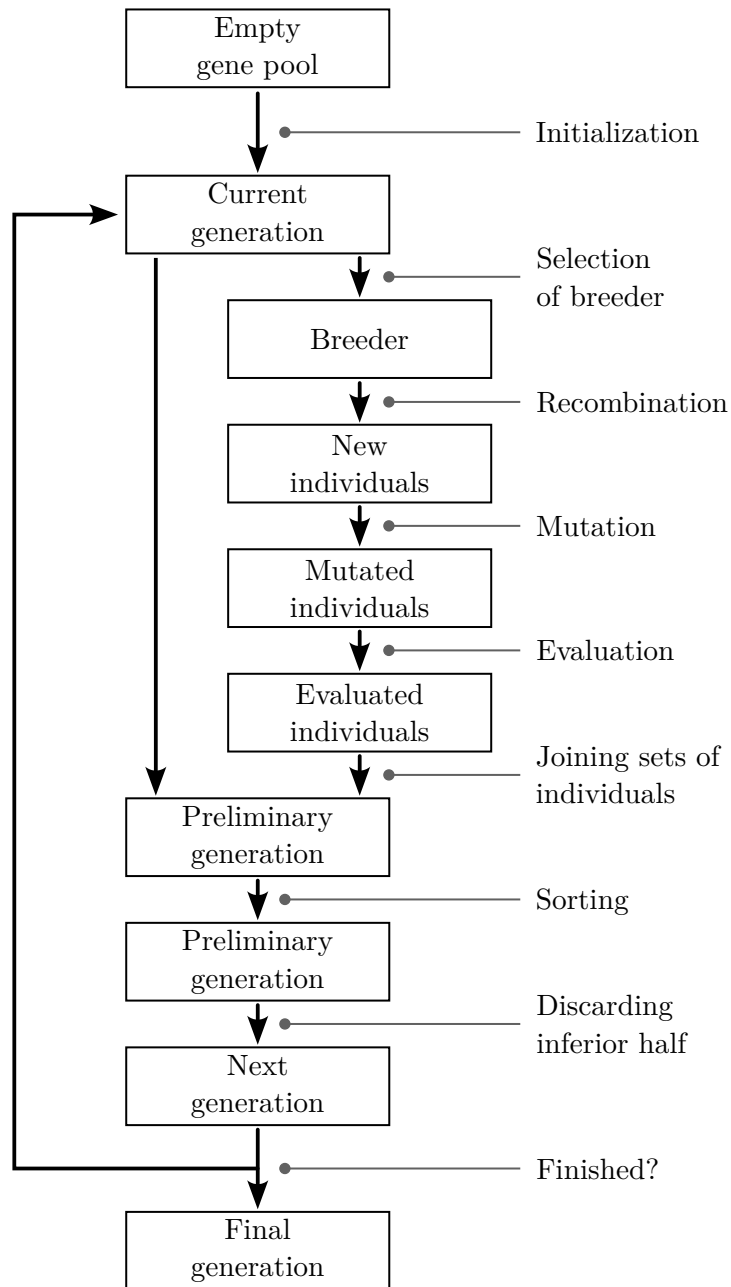 Empty
gene pool
Initialization
Current
generation
Selection
of breeder
Breeder
Recombination
New
individuals
Mutation
Mutated
individuals
Evaluation
Evaluated
individuals
Joining sets of
individuals
Preliminary
generation
Sorting
Preliminary
generation
Discarding
inferior half
Next
generation
Finished?
Final
generation